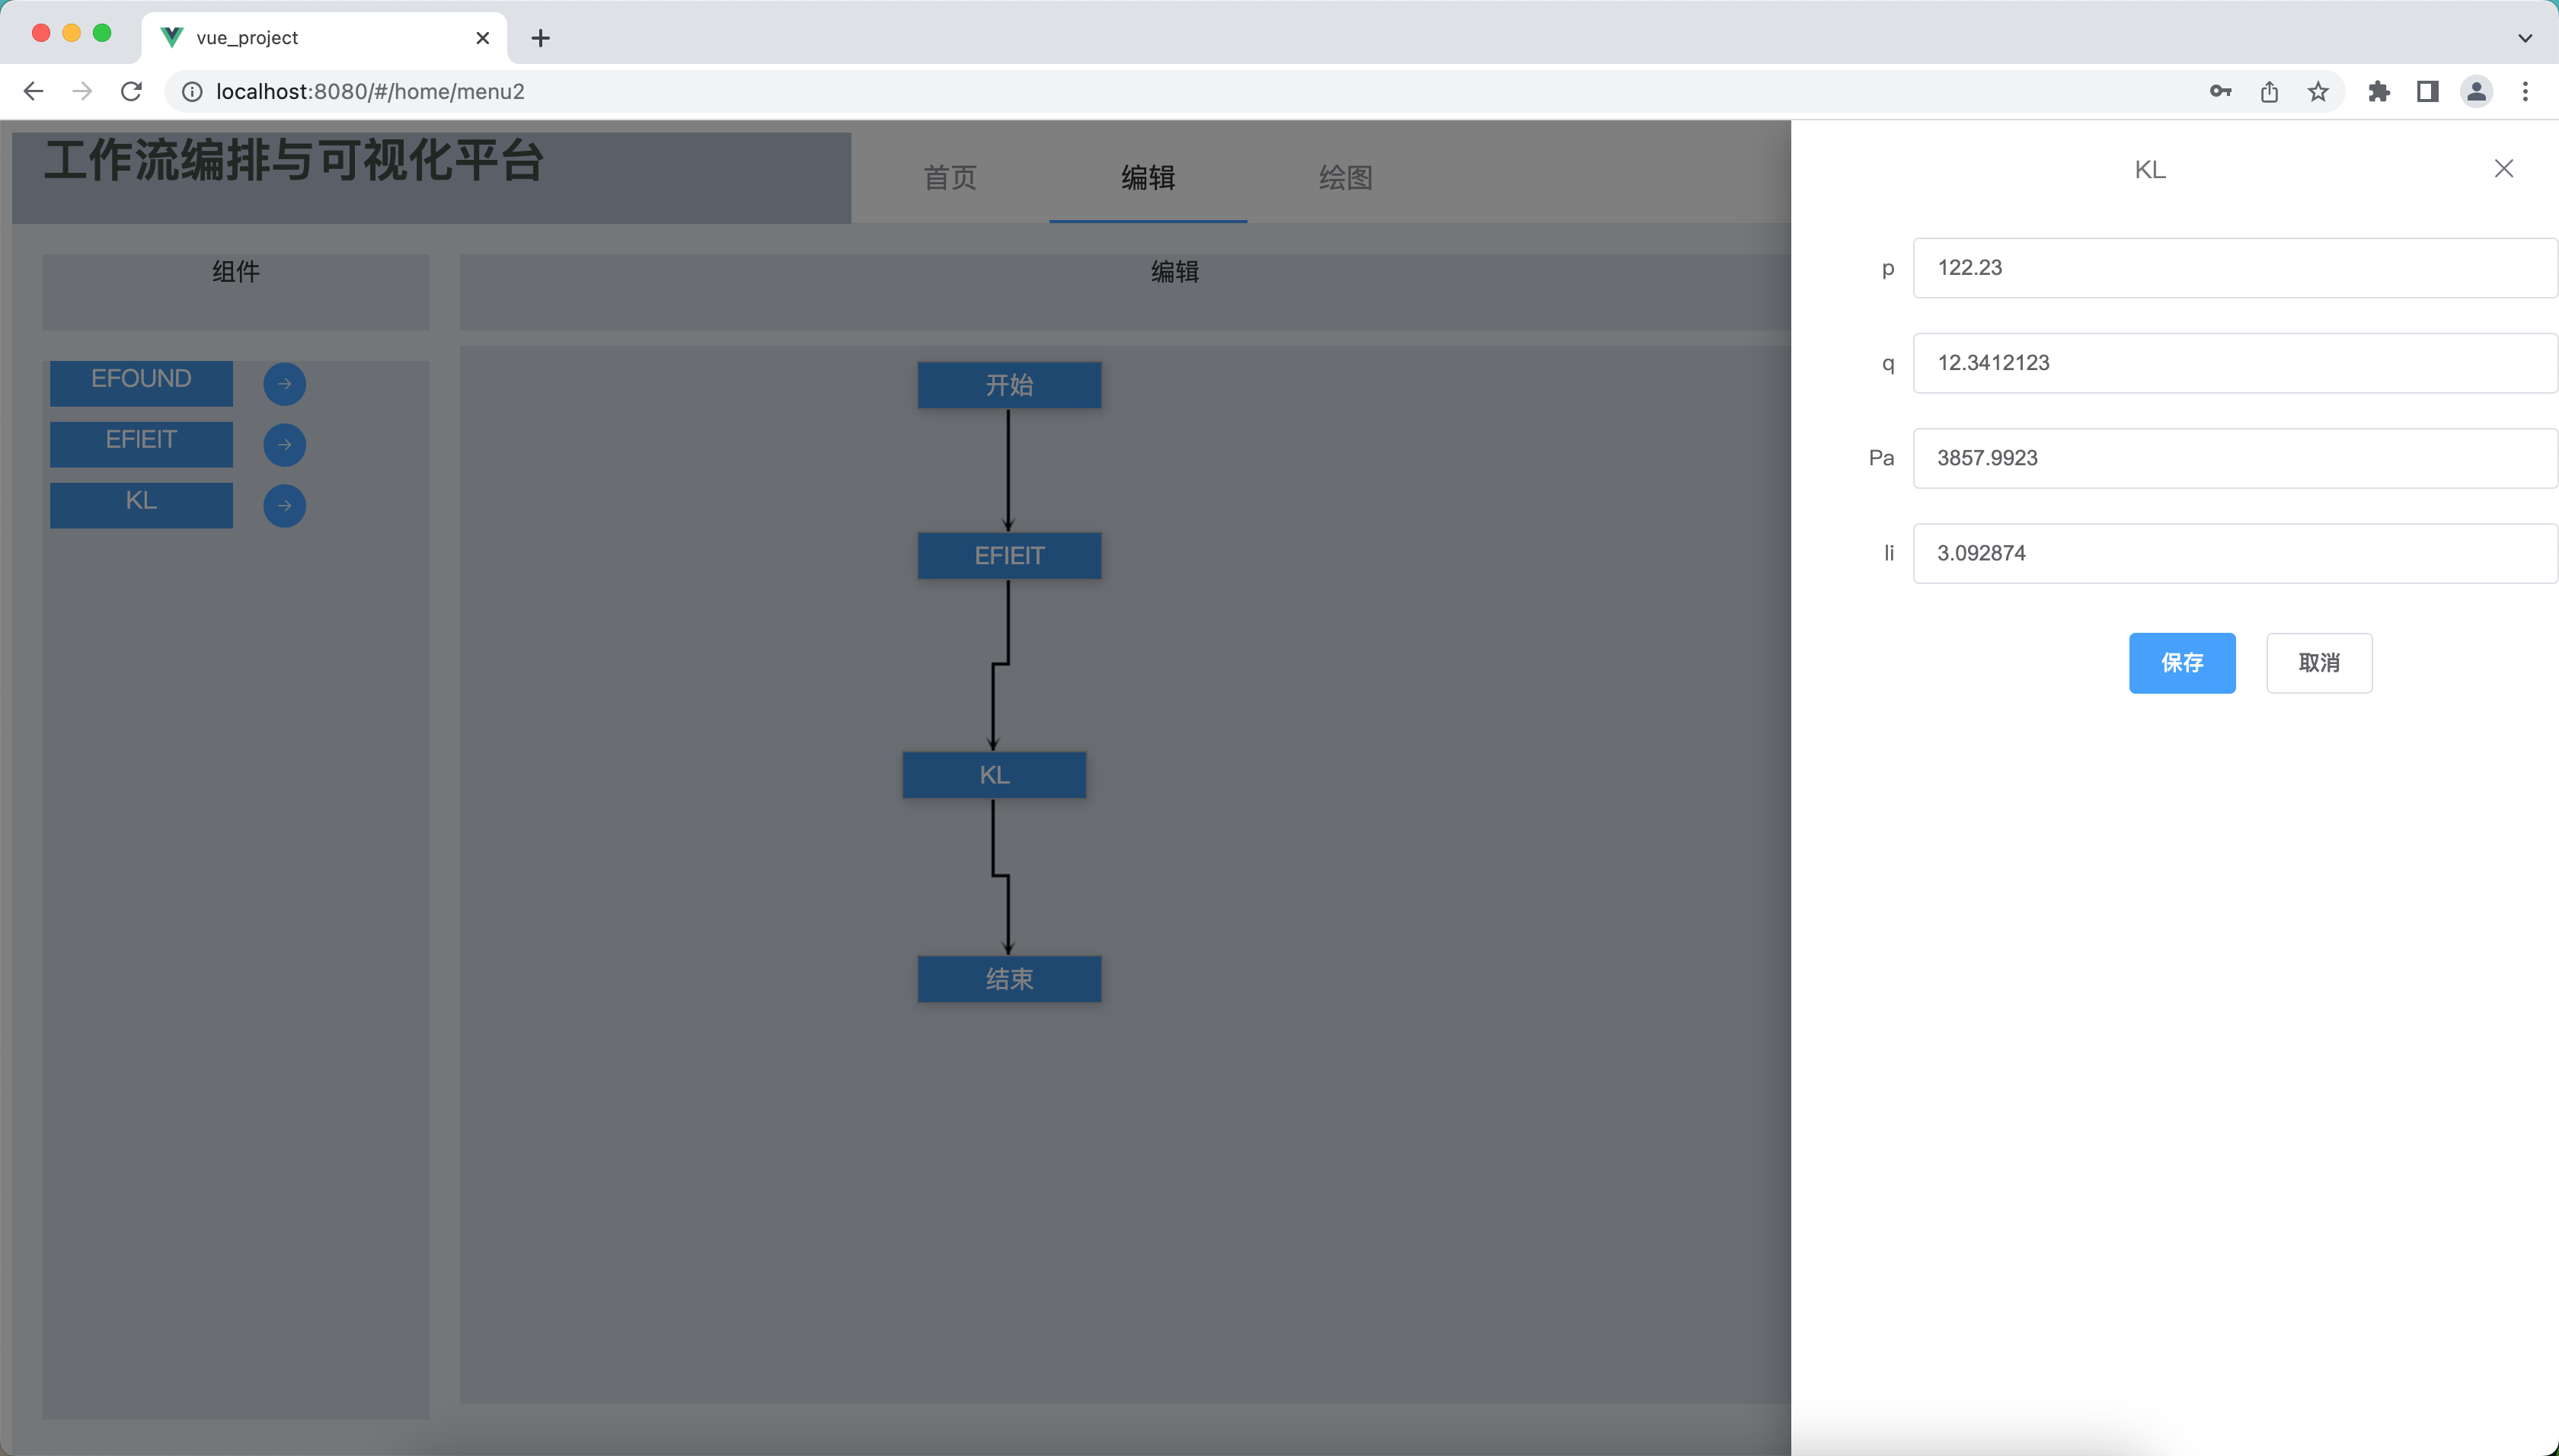 vue_project
localhost:8080/#/home/menu2
工作流编排与可视化平台
首页
编辑
绘图
组件
编辑
EFOUND
EFIEIT
KL
开始
EFIEIT
KL
结束
KL
p 122.23
q 12.3412123
Pa 3857.9923
li 3.092874
保存 取消